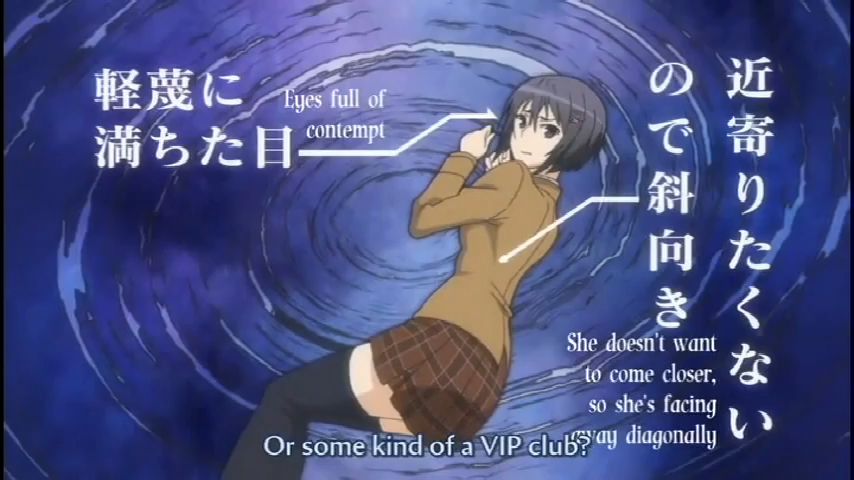 軽蔑に
満ちた目
Eyes full of
contempt
近寄りたくない
ので斜向き
She doesn't want
to come closer,
so she's facing
away diagonally
Or some kind of a VIP club?